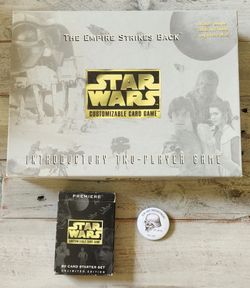 THE EMPIRE STRIKES BACK
STAR
WARS
CUSTOMIZABLE CARD GAME
INTRODUCTORY TWO-PLAYER GAME
PREMIERE
STAR
WARS
CUSTOMIZABLE CARD GAME
60 CARD STARTER SET
UNLIMITED EDITION